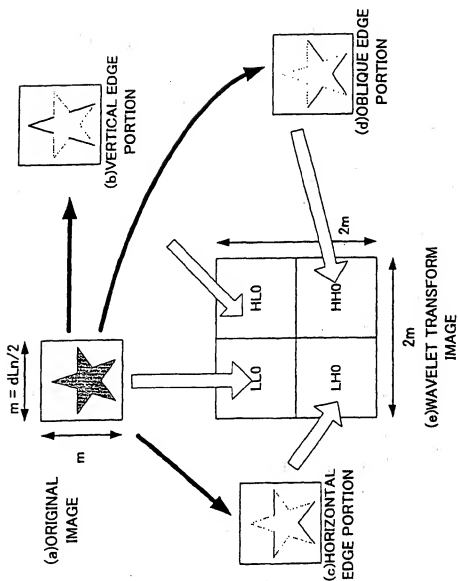 (a)ORIGINAL
IMAGE
m = dLn/2
m
(b)VERTICAL EDGE
PORTION
(c)HORIZONTAL
EDGE PORTION
(d)OBLIQUE EDGE
PORTION
LL0
HL0
LH0
HH0
2m
2m
(e)WAVELET TRANSFORM
IMAGE